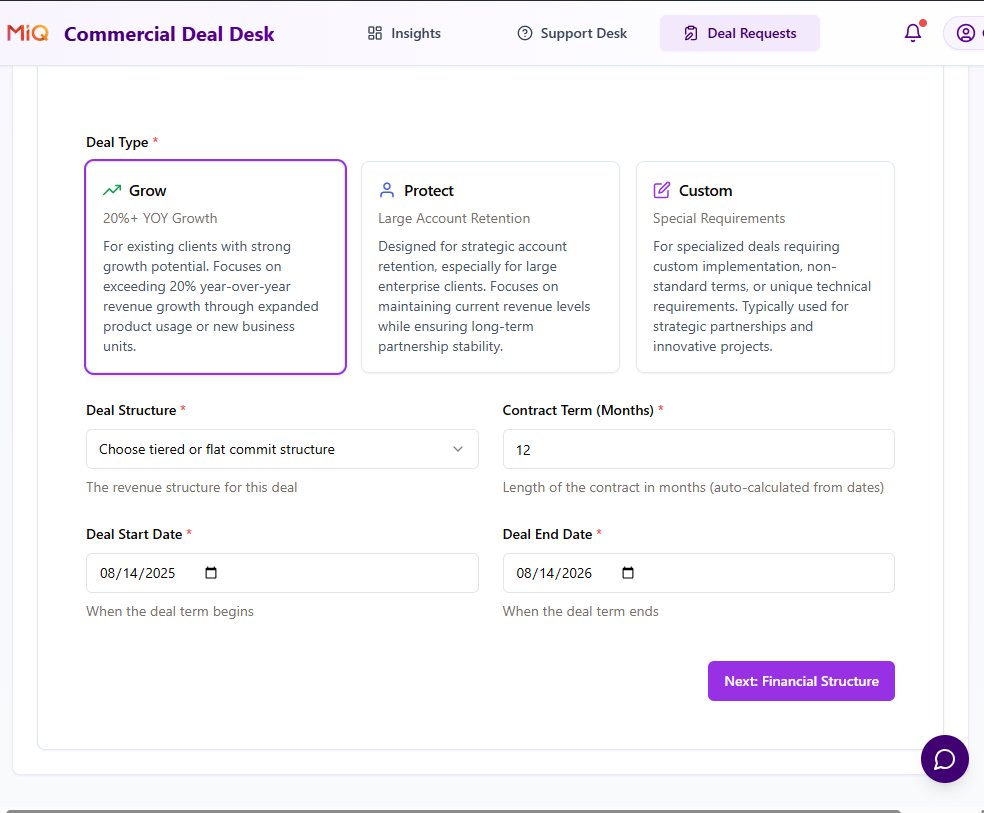 MiQ Commercial Deal Desk Insights Support Desk Deal Requests
Deal Type *
Grow
20%+ YOY Growth
For existing clients with strong
growth potential. Focuses on
exceeding 20% year-over-year
revenue growth through expanded
product usage or new business
units.
Protect
Large Account Retention
Designed for strategic account
retention, especially for large
enterprise clients. Focuses on
maintaining current revenue levels
while ensuring long-term
partnership stability.
Custom
Special Requirements
For specialized deals requiring
custom implementation, non-
standard terms, or unique technical
requirements. Typically used for
strategic partnerships and
innovative projects.
Deal Structure *
Choose tiered or flat commit structure
The revenue structure for this deal
Contract Term (Months) *
12
Length of the contract in months (auto-calculated from dates)
Deal Start Date *
08/14/2025
When the deal term begins
Deal End Date *
08/14/2026
When the deal term ends
Next: Financial Structure